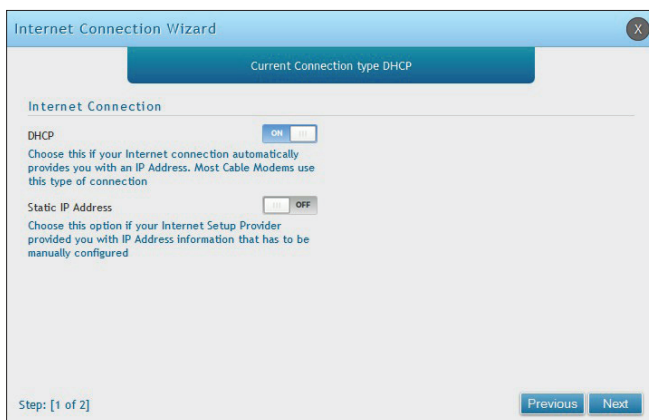 Internet Connection Wizard
X
Current Connection type DHCP
Internet Connection
DHCP
ON
Choose this if your Internet connection automatically
provides you with an IP Address. Most Cable Modems use
this type of connection
Static IP Address
OFF
Choose this option if your Internet Setup Provider
provided you with IP Address information that has to be
manually configured
Step: [1 of 2]
Previous
Next